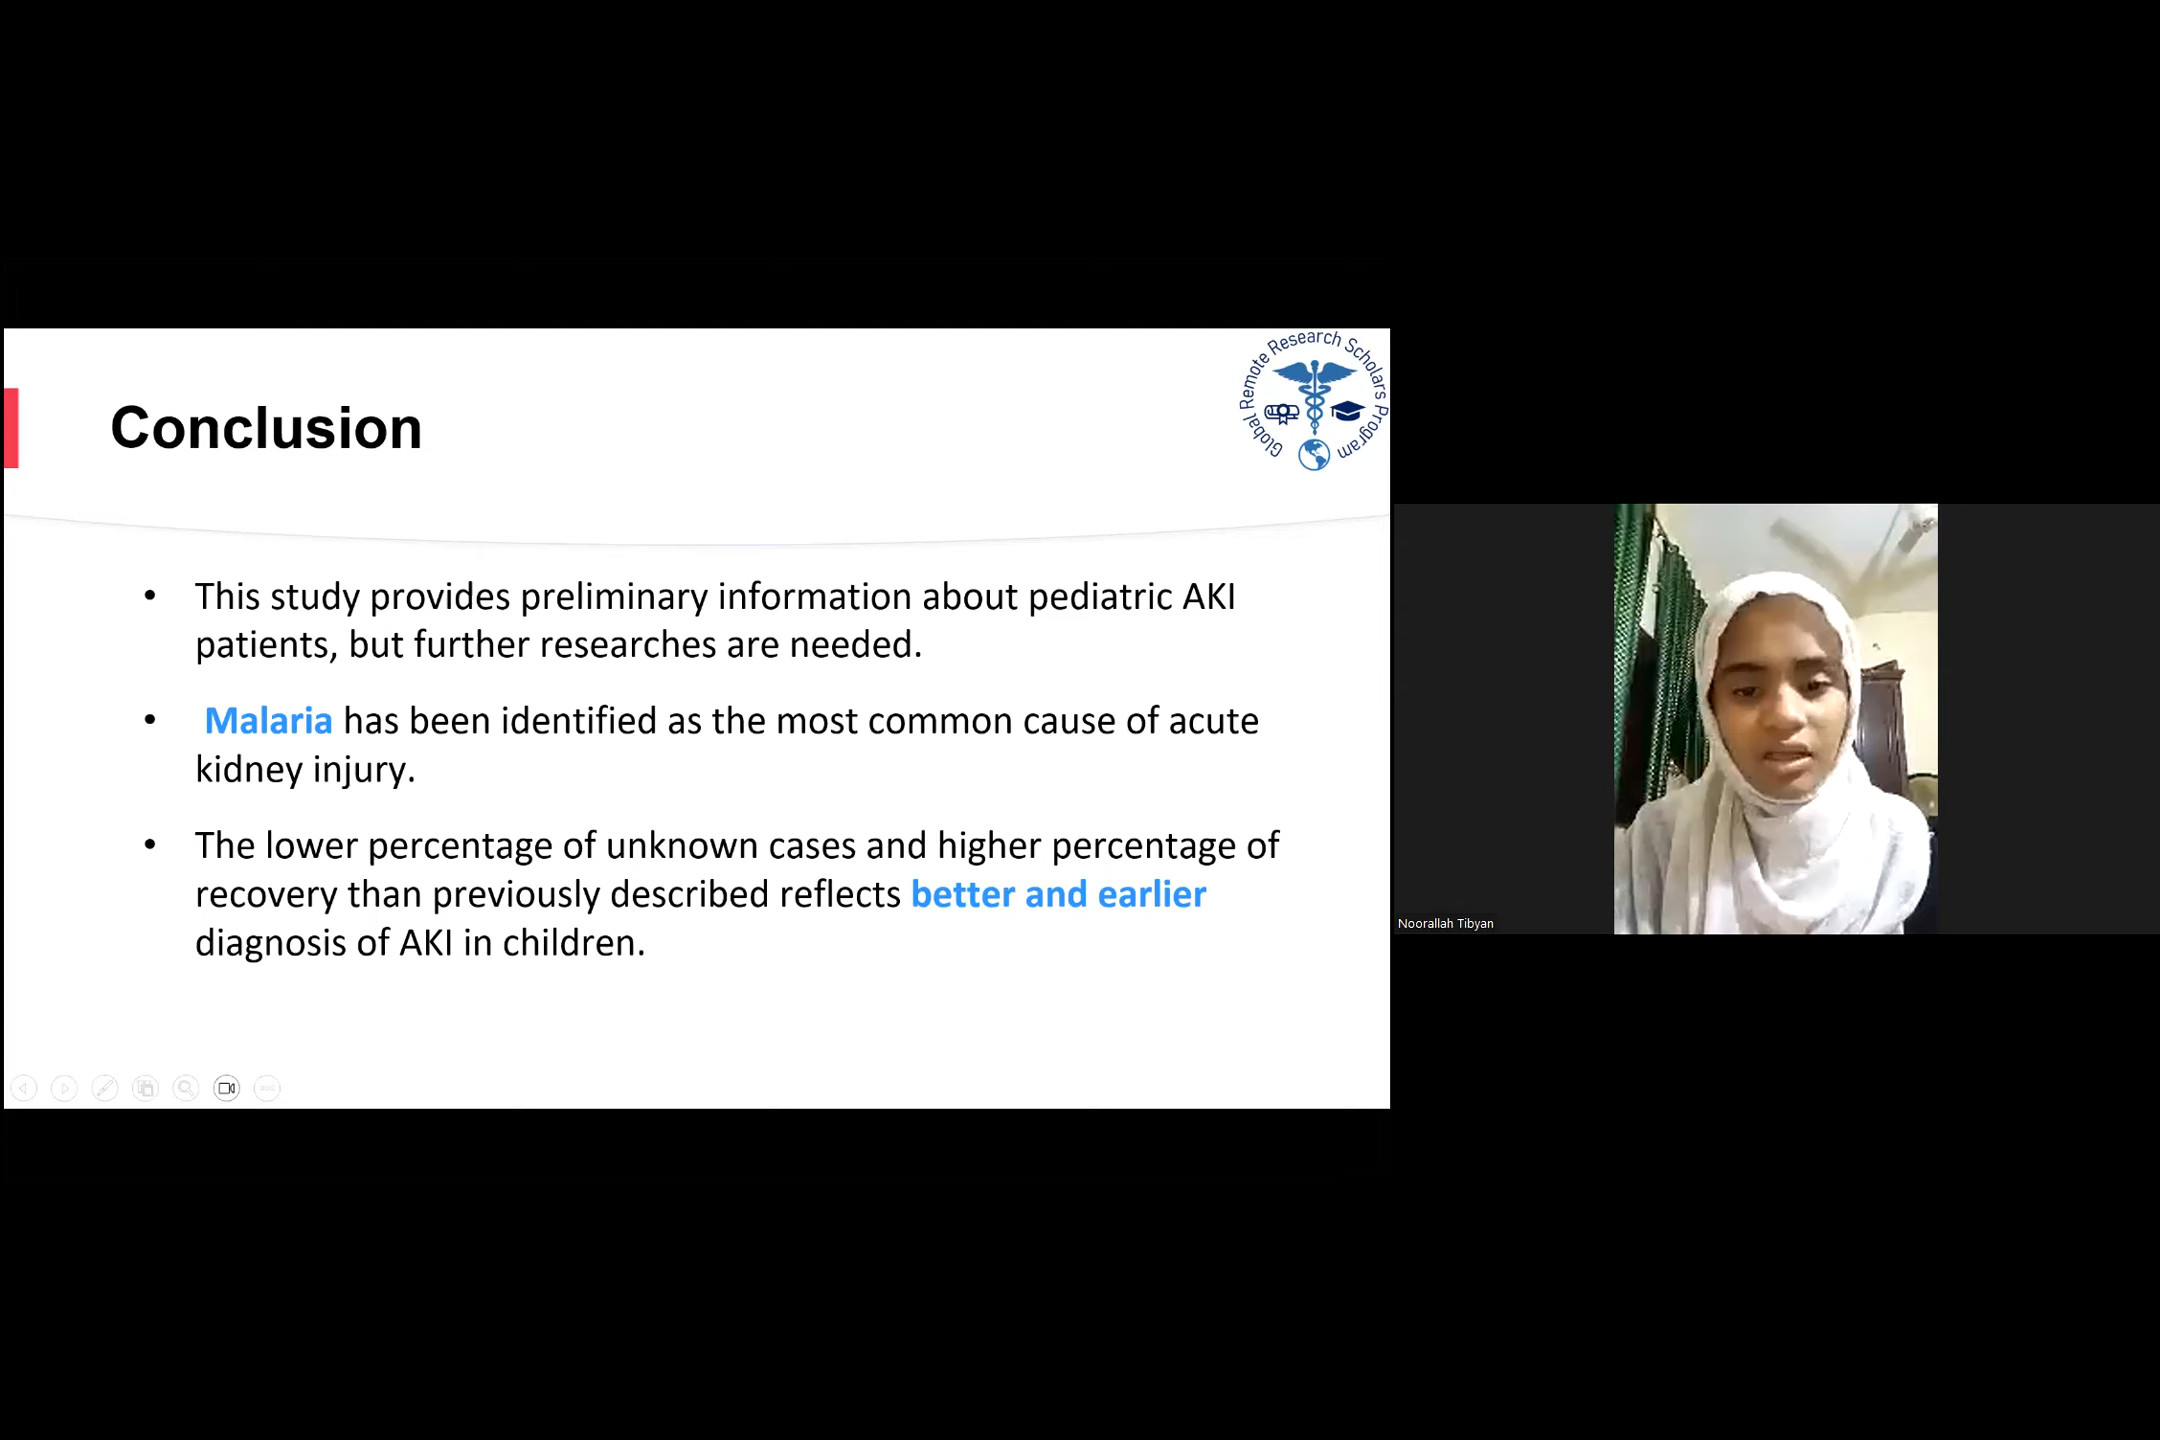 Global Remote Research Scholars Program
Conclusion
• This study provides preliminary information about pediatric AKI
patients, but further researches are needed.
• Malaria has been identified as the most common cause of acute
kidney injury.
• The lower percentage of unknown cases and higher percentage of
recovery than previously described reflects better and earlier
diagnosis of AKI in children.
Noorallah Tibyan